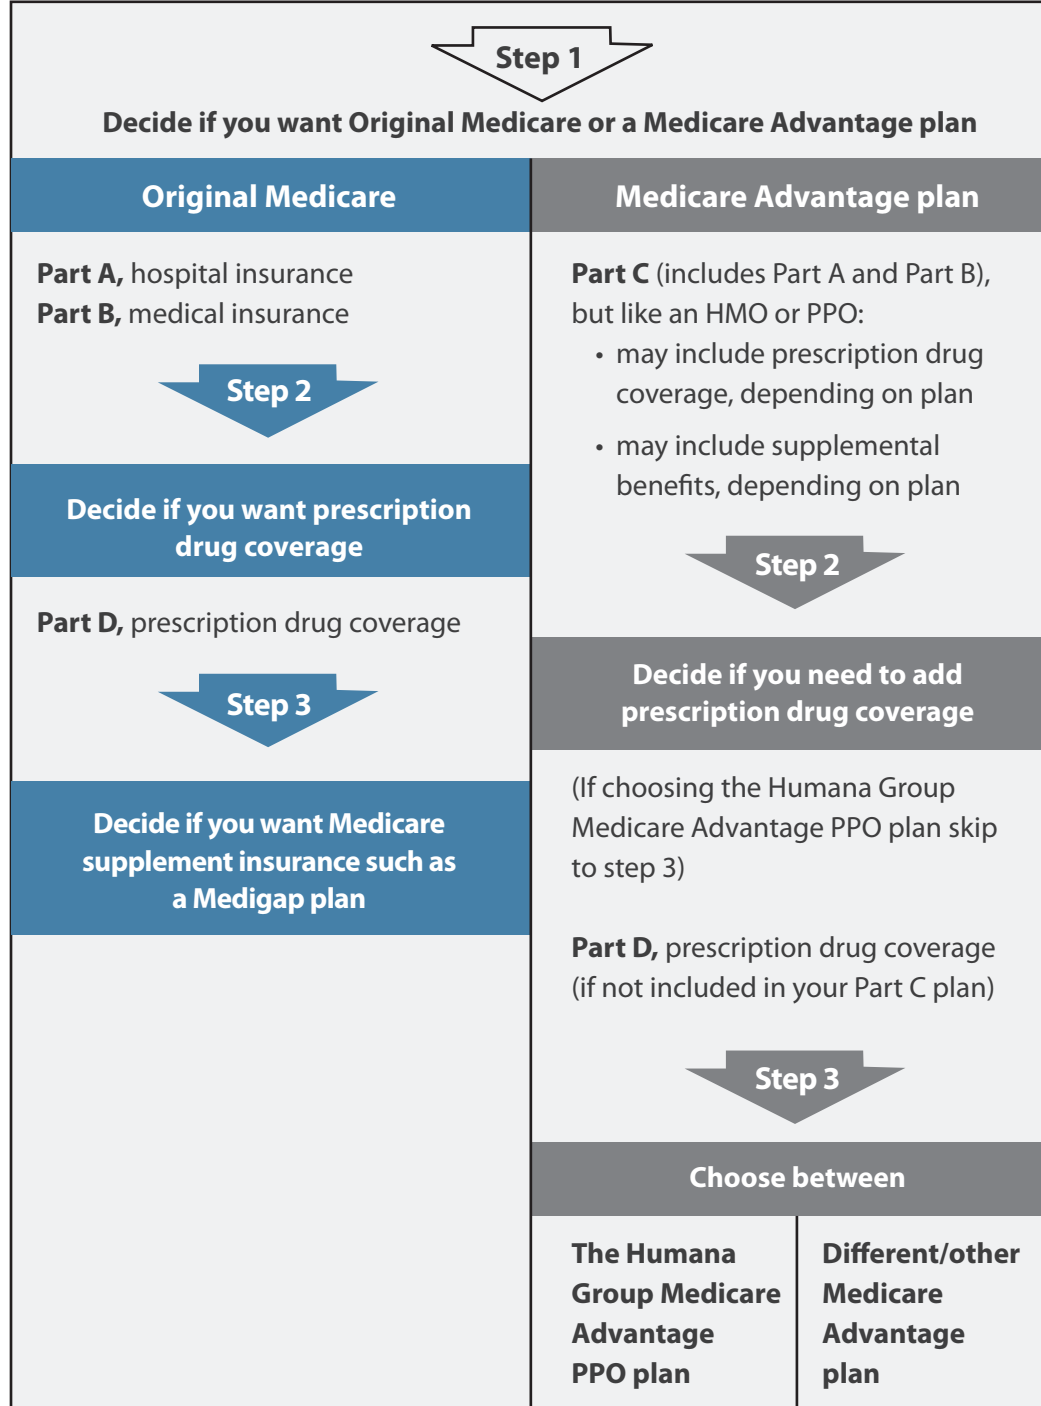 Step 1
Decide if you want Original Medicare or a Medicare Advantage plan
Original Medicare
Part A, hospital insurance
Part B, medical insurance
Step 2
Decide if you want prescription
drug coverage
Part D, prescription drug coverage
Step 3
Decide if you want Medicare
supplement insurance such as
a Medigap plan
Medicare Advantage plan
Part C (includes Part A and Part B),
but like an HMO or PPO:
• may include prescription drug
coverage, depending on plan
• may include supplemental
benefits, depending on plan
Step 2
Decide if you need to add
prescription drug coverage
(If choosing the Humana Group
Medicare Advantage PPO plan skip
to step 3)
Part D, prescription drug coverage
(if not included in your Part C plan)
Step 3
Choose between
The Humana
Group Medicare
Advantage
PPO plan
Different/other
Medicare
Advantage
plan